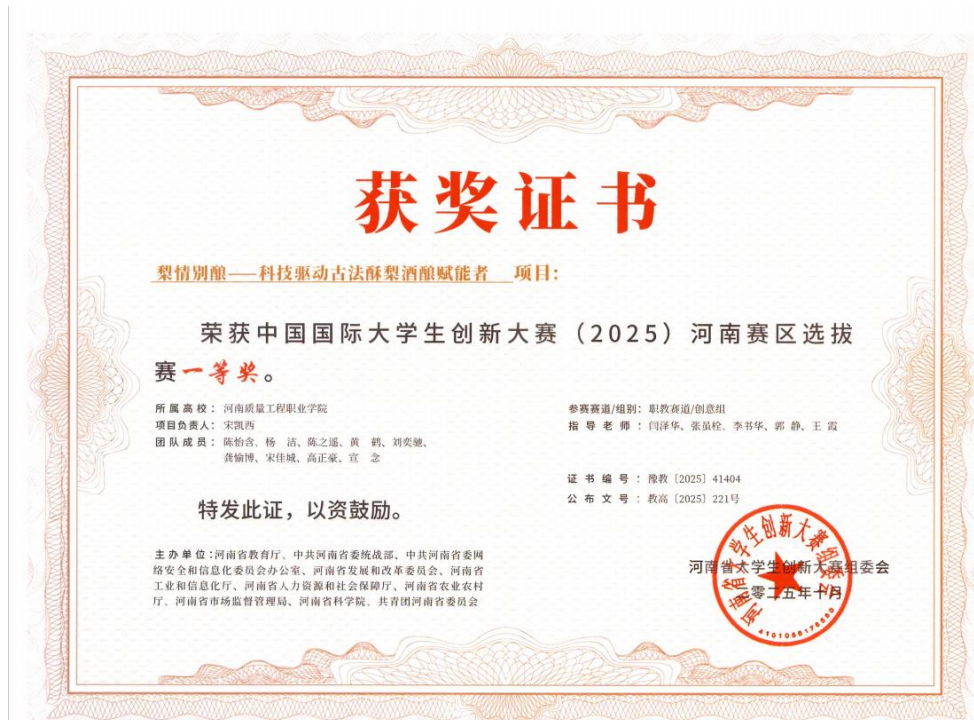 获奖证书
梨情别酿——科技驱动古法酥梨酒酿赋能者 项目：
荣获中国国际大学生创新大赛（2025）河南赛区选拔
赛一等奖。
所属高校：河南质量工程职业学院
项目负责人：宋凯西
团队成员：陈怡含、杨 洁、陈之遥、黄 鹤、刘奕驰、
龚愉博、宋佳城、高正豪、宣 念
参赛赛道/组别：职教赛道/创意组
指导老师：闫泽华、张虽栓、李书华、郭 静、王 霞
证书编号：豫教〔2025〕41404
公布文号：教高〔2025〕221号
特发此证，以资鼓励。
主办单位：河南省教育厅、中共河南省委统战部、中共河南省委网
络安全和信息化委员会办公室、河南省发展和改革委员会、河南省
工业和信息化厅、河南省人力资源和社会保障厅、河南省农业农村
厅、河南省市场监督管理局、河南省科学院、共青团河南省委员会
河南省大学生创新大赛组委会
二零二五年十月
河南省大学生创新大赛组委会